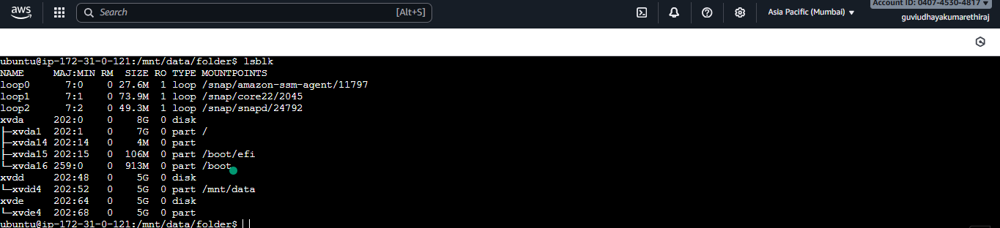 aws
Search [Alt+S]
Asia Pacific (Mumbai) ▼
Account ID: 0407-4530-4817 ▼
guviudhayakumarethiraj
ubuntu@ip-172-31-0-121:/mnt/data/folder$ lsblk
NAME MAJ:MIN RM SIZE RO TYPE MOUNTPOINTS
loop0 7:0 0 27.6M 1 loop /snap/amazon-ssm-agent/11797
loop1 7:1 0 73.9M 1 loop /snap/core22/2045
loop2 7:2 0 49.3M 1 loop /snap/snapd/24792
xvda 202:0 0 8G 0 disk
├─xvda1 202:1 0 7G 0 part /
├─xvda14 202:14 0 4M 0 part
├─xvda15 202:15 0 106M 0 part /boot/efi
└─xvda16 259:0 0 913M 0 part /boot
xvdd 202:48 0 5G 0 disk
└─xvdd4 202:52 0 5G 0 part /mnt/data
xvde 202:64 0 5G 0 disk
└─xvde4 202:68 0 5G 0 part
ubuntu@ip-172-31-0-121:/mnt/data/folder$